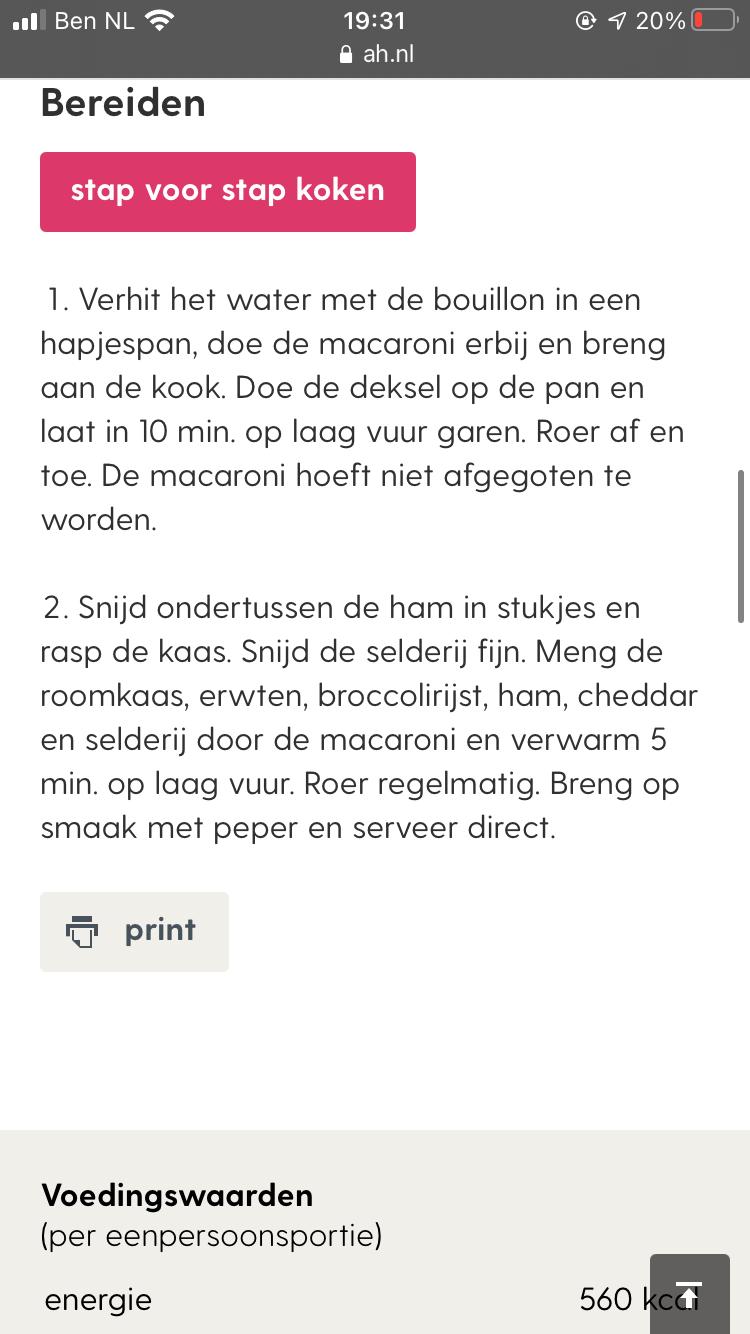 Ben NL 19:31 20%
ah.nl
Bereiden
stap voor stap koken
1. Verhit het water met de bouillon in een
hapjespan, doe de macaroni erbij en breng
aan de kook. Doe de deksel op de pan en
laat in 10 min. op laag vuur garen. Roer af en
toe. De macaroni hoeft niet afgegoten te
worden.
2. Snijd ondertussen de ham in stukjes en
rasp de kaas. Snijd de selderij fijn. Meng de
roomkaas, erwten, broccolirijst, ham, cheddar
en selderij door de macaroni en verwarm 5
min. op laag vuur. Roer regelmatig. Breng op
smaak met peper en serveer direct.
print
Voedingswaarden
(per eenpersoonsportie)
energie 560 kcal